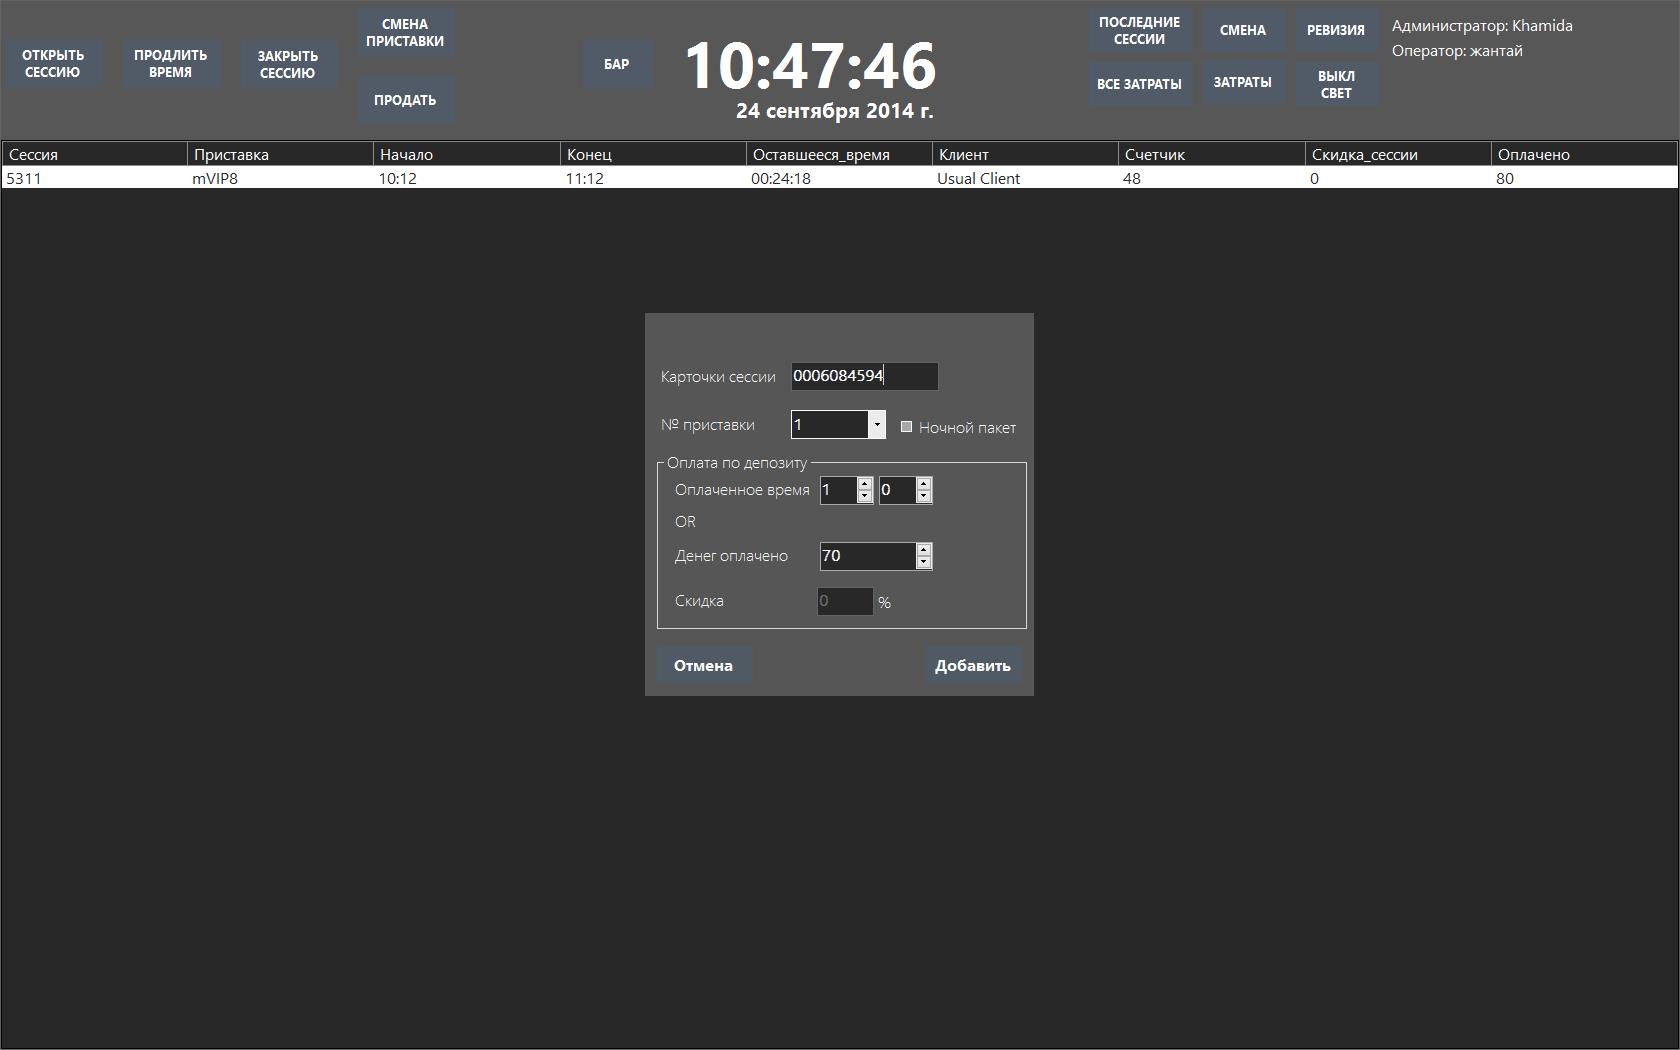 ОТКРЫТЬ
СЕССИЮ
ПРОДЛИТЬ
ВРЕМЯ
ЗАКРЫТЬ
СЕССИЮ
СМЕНА
ПРИСТАВКИ
ПРОДАТЬ
БАР
10:47:46
24 сентября 2014 г.
ПОСЛЕДНИЕ
СЕССИИ
СМЕНА
РЕВИЗИЯ
ВСЕ ЗАТРАТЫ
ЗАТРАТЫ
ВЫКЛ
СВЕТ
Администратор: Khamida
Оператор: жантай
Сессия Приставка Начало Конец Оставшееся_время Клиент Счетчик Скидка_сессии Оплачено
5311 mVIP8 10:12 11:12 00:24:18 Usual Client 48 0 80
Карточки сессии 0006084594
№ приставки 1 Ночной пакет
Оплата по депозиту
Оплаченное время 1 0
OR
Денег оплачено 70
Скидка 0 %
Отмена Добавить